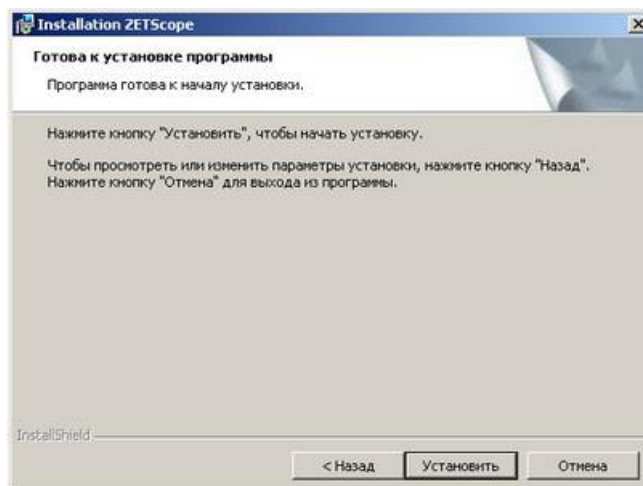 Installation ZETScope
Готова к установке программы
Программа готова к началу установки.
Нажмите кнопку "Установить", чтобы начать установку.
Чтобы просмотреть или изменить параметры установки, нажмите кнопку "Назад".
Нажмите кнопку "Отмена" для выхода из программы.
InstallShield
< Назад Установить Отмена